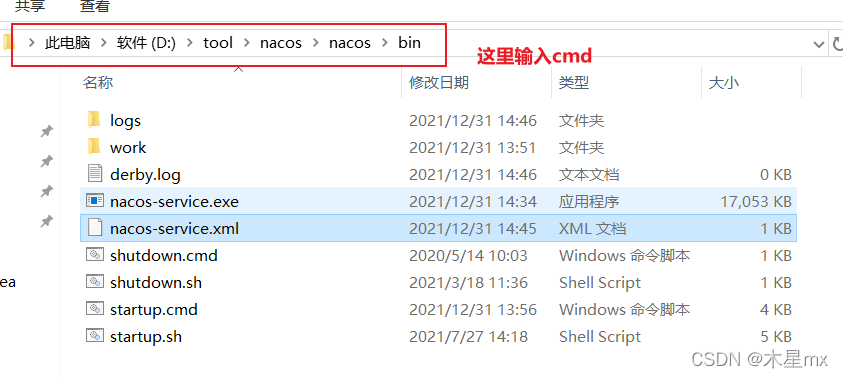 共享 查看
此电脑 软件 (D:) tool nacos nacos bin
这里输入cmd
名称 修改日期 类型 大小
logs 2021/12/31 14:46 文件夹
work 2021/12/31 13:51 文件夹
derby.log 2021/12/31 14:46 文本文档 0 KB
nacos-service.exe 2021/12/31 14:34 应用程序 17,053 KB
nacos-service.xml 2021/12/31 14:45 XML 文档 1 KB
shutdown.cmd 2020/5/14 10:03 Windows 命令脚本 1 KB
shutdown.sh 2021/3/18 11:36 Shell Script 1 KB
ea
startup.cmd 2021/12/31 13:56 Windows 命令脚本 4 KB
startup.sh 2021/7/27 14:18 Shell Script 5 KB
CSDN @木星mx